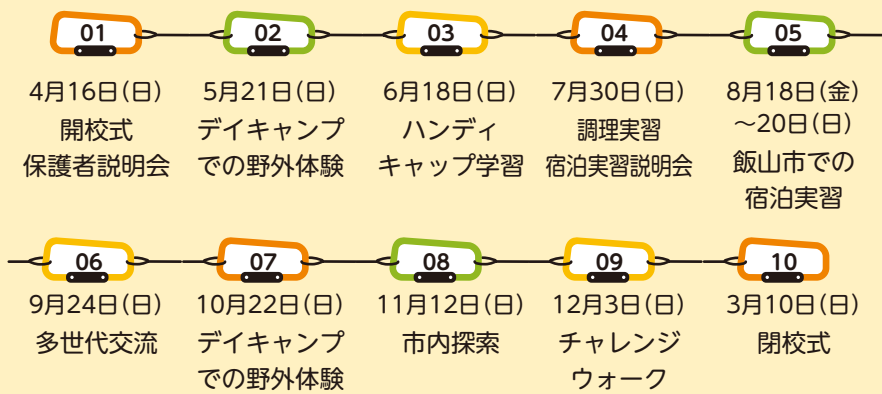 01
4月16日(日)
開校式
保護者説明会
02
5月21日(日)
デイキャンプ
での野外体験
03
6月18日(日)
ハンディ
キャップ学習
04
7月30日(日)
調理実習
宿泊実習説明会
05
8月18日(金)
〜20日(日)
飯山市での
宿泊実習
06
9月24日(日)
多世代交流
07
10月22日(日)
デイキャンプ
での野外体験
08
11月12日(日)
市内探索
09
12月3日(日)
チャレンジ
ウォーク
10
3月10日(日)
閉校式